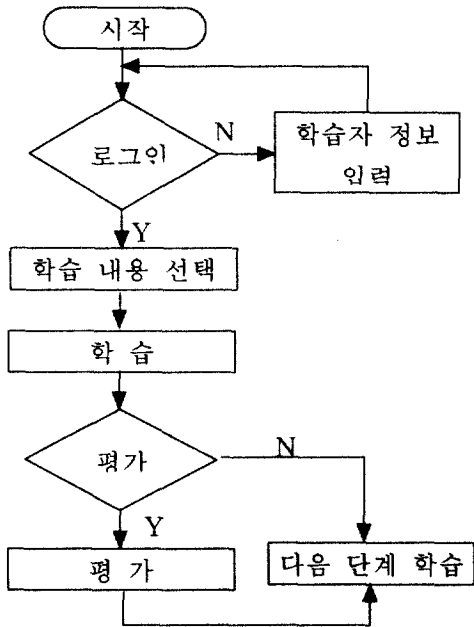 시작
로그인
N
학습자 정보
입력
Y
학습 내용 선택
학 습
평가
N
Y
평 가
다음 단계 학습